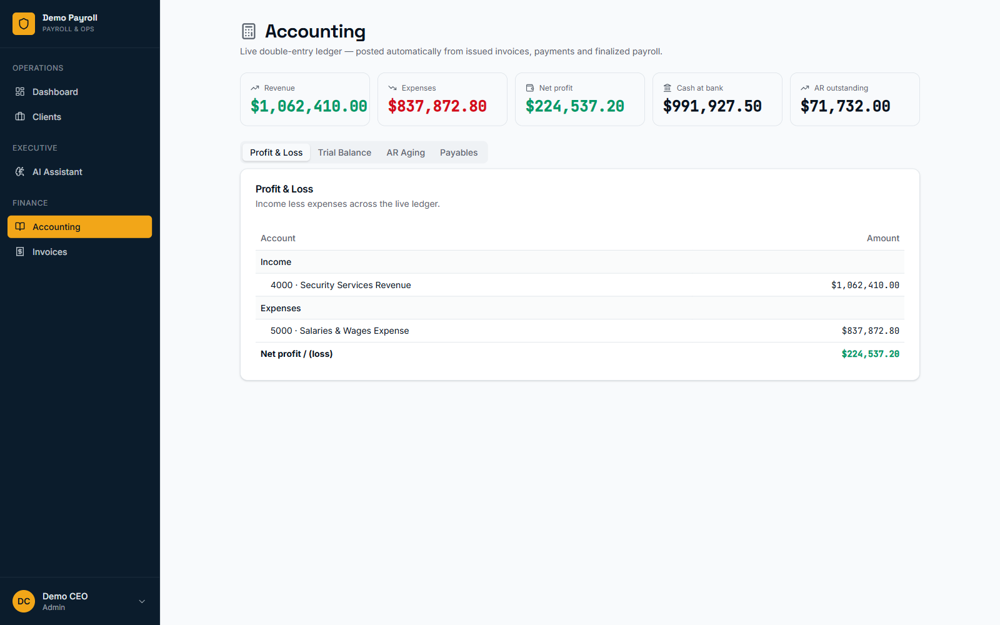 Demo Payroll
PAYROLL & OPS
OPERATIONS
Dashboard
Clients
EXECUTIVE
AI Assistant
FINANCE
Accounting
Invoices
DC
Demo CEO
Admin
Accounting
Live double-entry ledger — posted automatically from issued invoices, payments and finalized payroll.
Revenue
$1,062,410.00
Expenses
$837,872.80
Net profit
$224,537.20
Cash at bank
$991,927.50
AR outstanding
$71,732.00
Profit & Loss
Trial Balance
AR Aging
Payables
Profit & Loss
Income less expenses across the live ledger.
Account Amount
Income
4000 · Security Services Revenue $1,062,410.00
Expenses
5000 · Salaries & Wages Expense $837,872.80
Net profit / (loss) $224,537.20